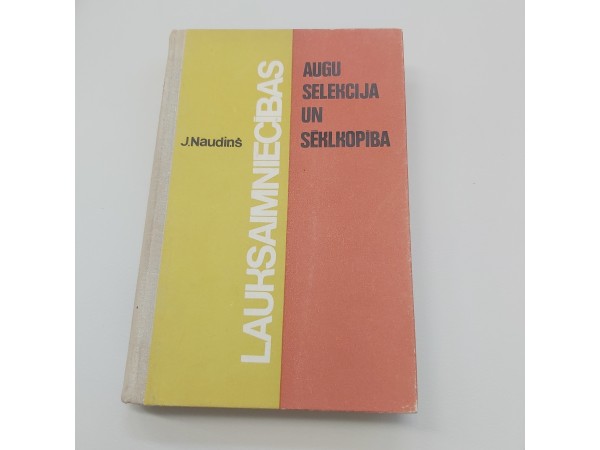 J.Naudiņš
LAUKSAIMNIECĪBAS
AUGU
SELEKCIJA
UN
SĒKLKOPĪBA